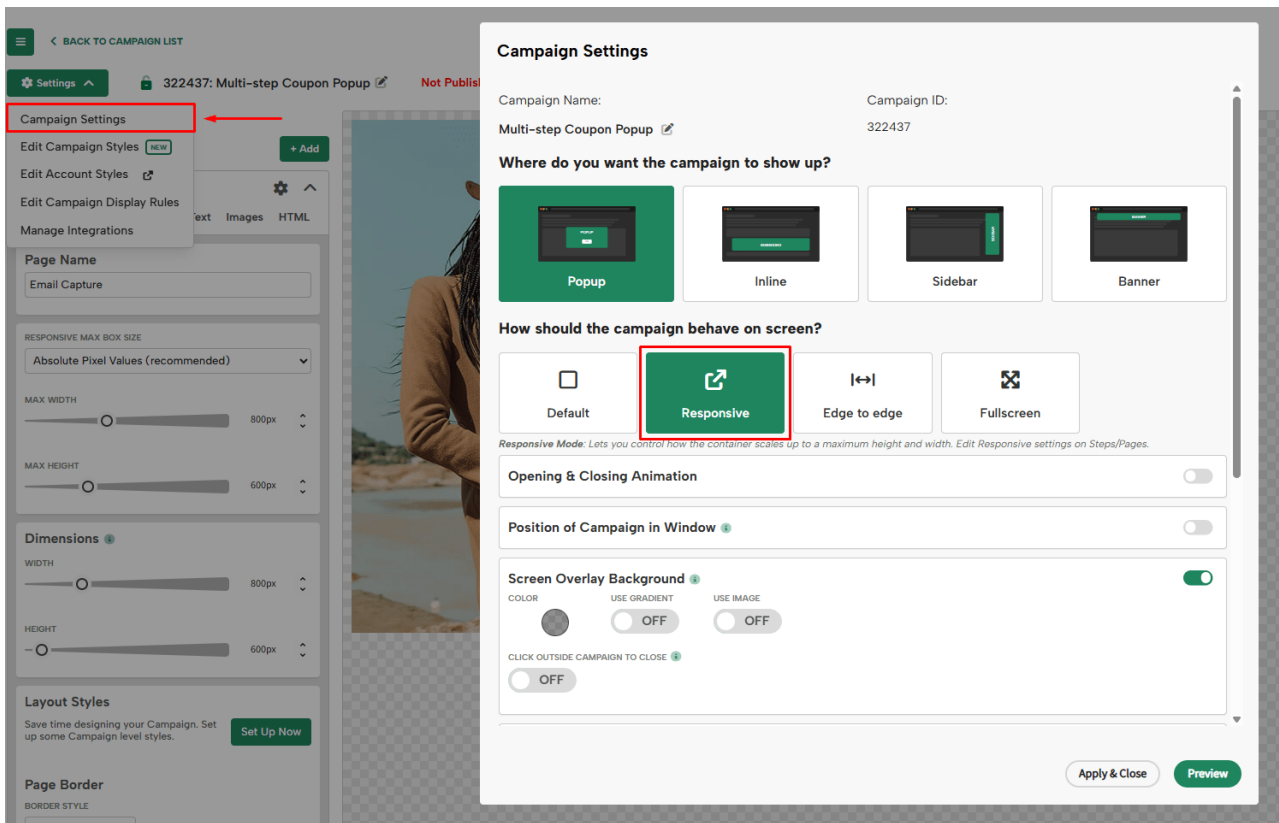 BACK TO CAMPAIGN LIST
Settings
322437: Multi-step Coupon Popup
Not Publis
Campaign Settings
Edit Campaign Styles NEW
Edit Account Styles
Edit Campaign Display Rules
Manage Integrations
+ Add
Text Images HTML
Page Name
Email Capture
RESPONSIVE MAX BOX SIZE
Absolute Pixel Values (recommended)
MAX WIDTH
800px
MAX HEIGHT
600px
Dimensions
WIDTH
800px
HEIGHT
600px
Layout Styles
Save time designing your Campaign. Set
up some Campaign level styles.
Set Up Now
Page Border
BORDER STYLE
Campaign Settings
Campaign Name:
Campaign ID:
Multi-step Coupon Popup
322437
Where do you want the campaign to show up?
POPUP
BANNER
Popup
Inline
Sidebar
Banner
How should the campaign behave on screen?
Default
Responsive
Edge to edge
Fullscreen
Responsive Mode: Lets you control how the container scales up to a maximum height and width. Edit Responsive settings on Steps/Pages.
Opening & Closing Animation
Position of Campaign in Window
Screen Overlay Background
COLOR
USE GRADIENT
USE IMAGE
OFF
OFF
CLICK OUTSIDE CAMPAIGN TO CLOSE
OFF
Apply & Close
Preview